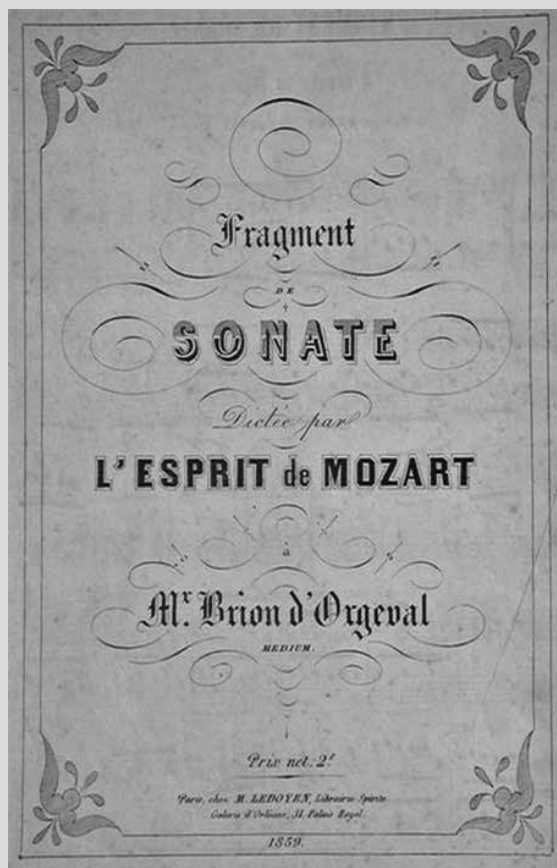 Fragment
DE
SONATE
Dictée par
L'ESPRIT de MOZART
à
Mr. Brion d'Orgeval
MEDIUM.
Prix net: 2f
Paris, chez M. LEDOYEN, Librairie Spirite
Galerie d'Orléans, 31, Palais Royal.
1859.